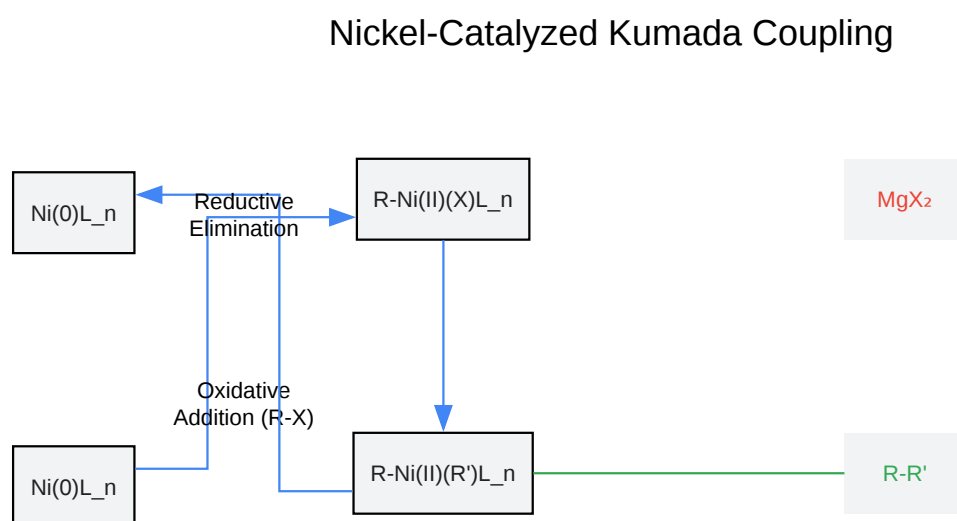 Nickel-Catalyzed Kumada Coupling
Ni(0)L_n
Reductive
Elimination
R-Ni(II)(X)L_n
MgX₂
Oxidative
Addition (R-X)
Ni(0)L_n
R-Ni(II)(R')L_n
R-R'